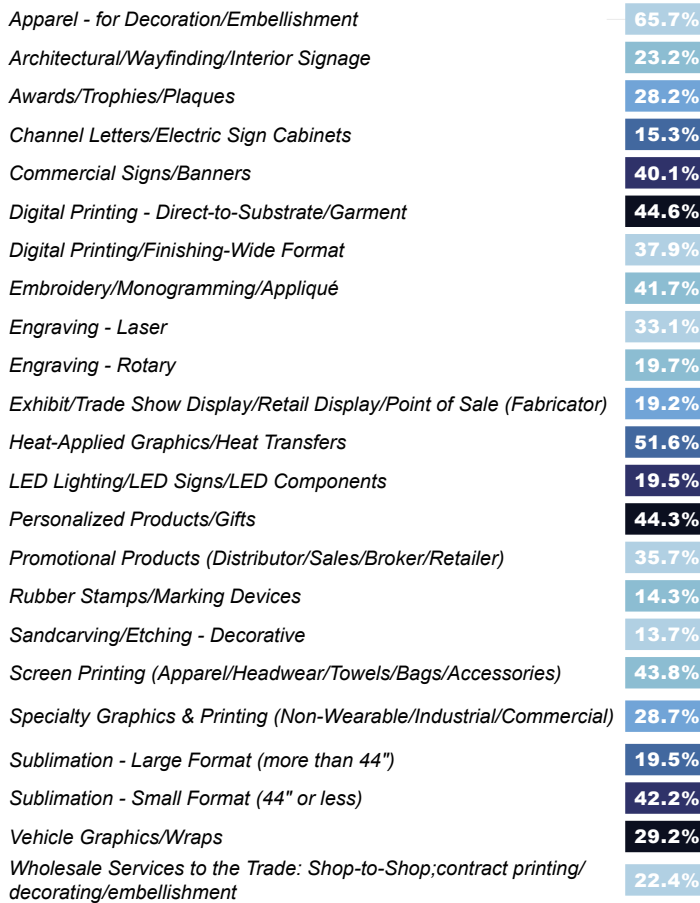 Apparel - for Decoration/Embellishment 65.7%
Architectural/Wayfinding/Interior Signage 23.2%
Awards/Trophies/Plaques 28.2%
Channel Letters/Electric Sign Cabinets 15.3%
Commercial Signs/Banners 40.1%
Digital Printing - Direct-to-Substrate/Garment 44.6%
Digital Printing/Finishing-Wide Format 37.9%
Embroidery/Monogramming/Appliqué 41.7%
Engraving - Laser 33.1%
Engraving - Rotary 19.7%
Exhibit/Trade Show Display/Retail Display/Point of Sale (Fabricator) 19.2%
Heat-Applied Graphics/Heat Transfers 51.6%
LED Lighting/LED Signs/LED Components 19.5%
Personalized Products/Gifts 44.3%
Promotional Products (Distributor/Sales/Broker/Retailer) 35.7%
Rubber Stamps/Marking Devices 14.3%
Sandcarving/Etching - Decorative 13.7%
Screen Printing (Apparel/Headwear/Towels/Bags/Accessories) 43.8%
Specialty Graphics & Printing (Non-Wearable/Industrial/Commercial) 28.7%
Sublimation - Large Format (more than 44") 19.5%
Sublimation - Small Format (44" or less) 42.2%
Vehicle Graphics/Wraps 29.2%
Wholesale Services to the Trade: Shop-to-Shop;contract printing/
decorating/embellishment 22.4%